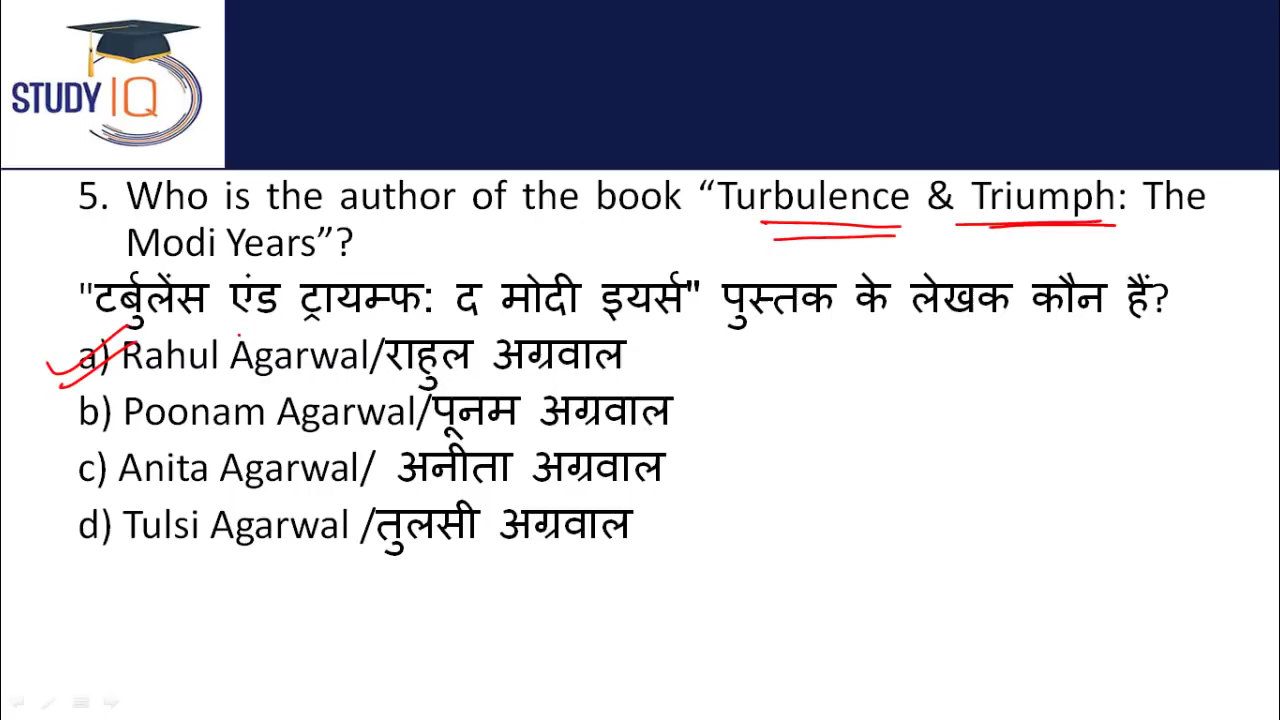 STUDY IQ
5. Who is the author of the book “Turbulence & Triumph: The
Modi Years”?
"टर्बुलेंस एंड ट्रायम्फ: द मोदी इयर्स" पुस्तक के लेखक कौन हैं?
a) Rahul Agarwal/राहुल अग्रवाल
b) Poonam Agarwal/पूनम अग्रवाल
c) Anita Agarwal/ अनीता अग्रवाल
d) Tulsi Agarwal /तुलसी अग्रवाल